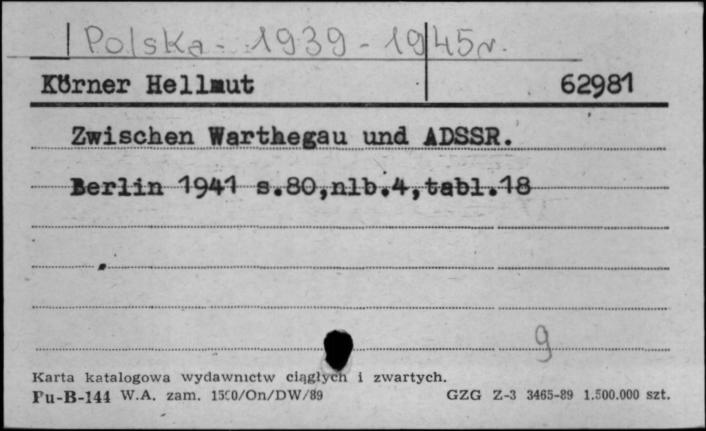 Polska - 1939 - 1945r.
Körner Hellmut 62981
Zwischen Warthegau und ADSSR.
Berlin 1941 s.80,nlb.4,tabl.18
9
Karta katalogowa wydawnictw ciągłych i zwartych.
Pu-B-144 W.A. zam. 1500/On/DW/89 GZG Z-3 3465-89 1.500.000 szt.